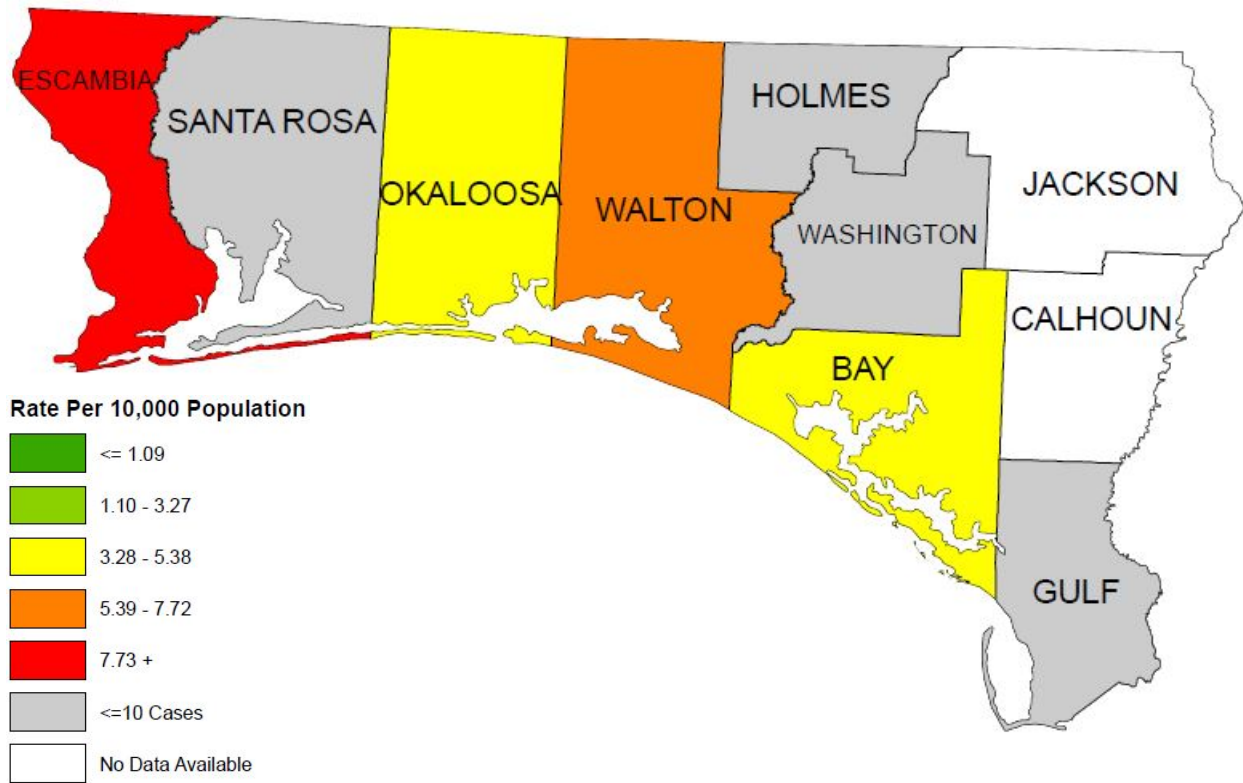 ESCAMBIA
SANTA ROSA
OKALOOSA
WALTON
HOLMES
WASHINGTON
JACKSON
CALHOUN
BAY
GULF
Rate Per 10,000 Population
<= 1.09
1.10 - 3.27
3.28 - 5.38
5.39 - 7.72
7.73 +
<=10 Cases
No Data Available